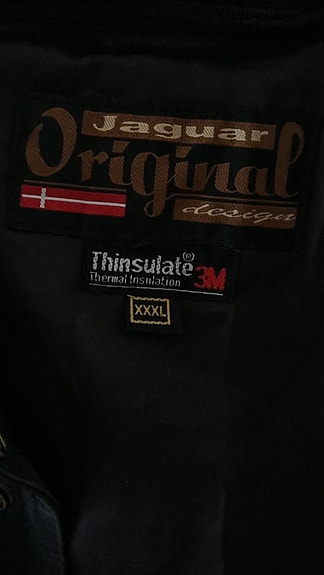 Jaguar
Original
design
Thinsulate®
Thermal Insulation 3M
XXXL